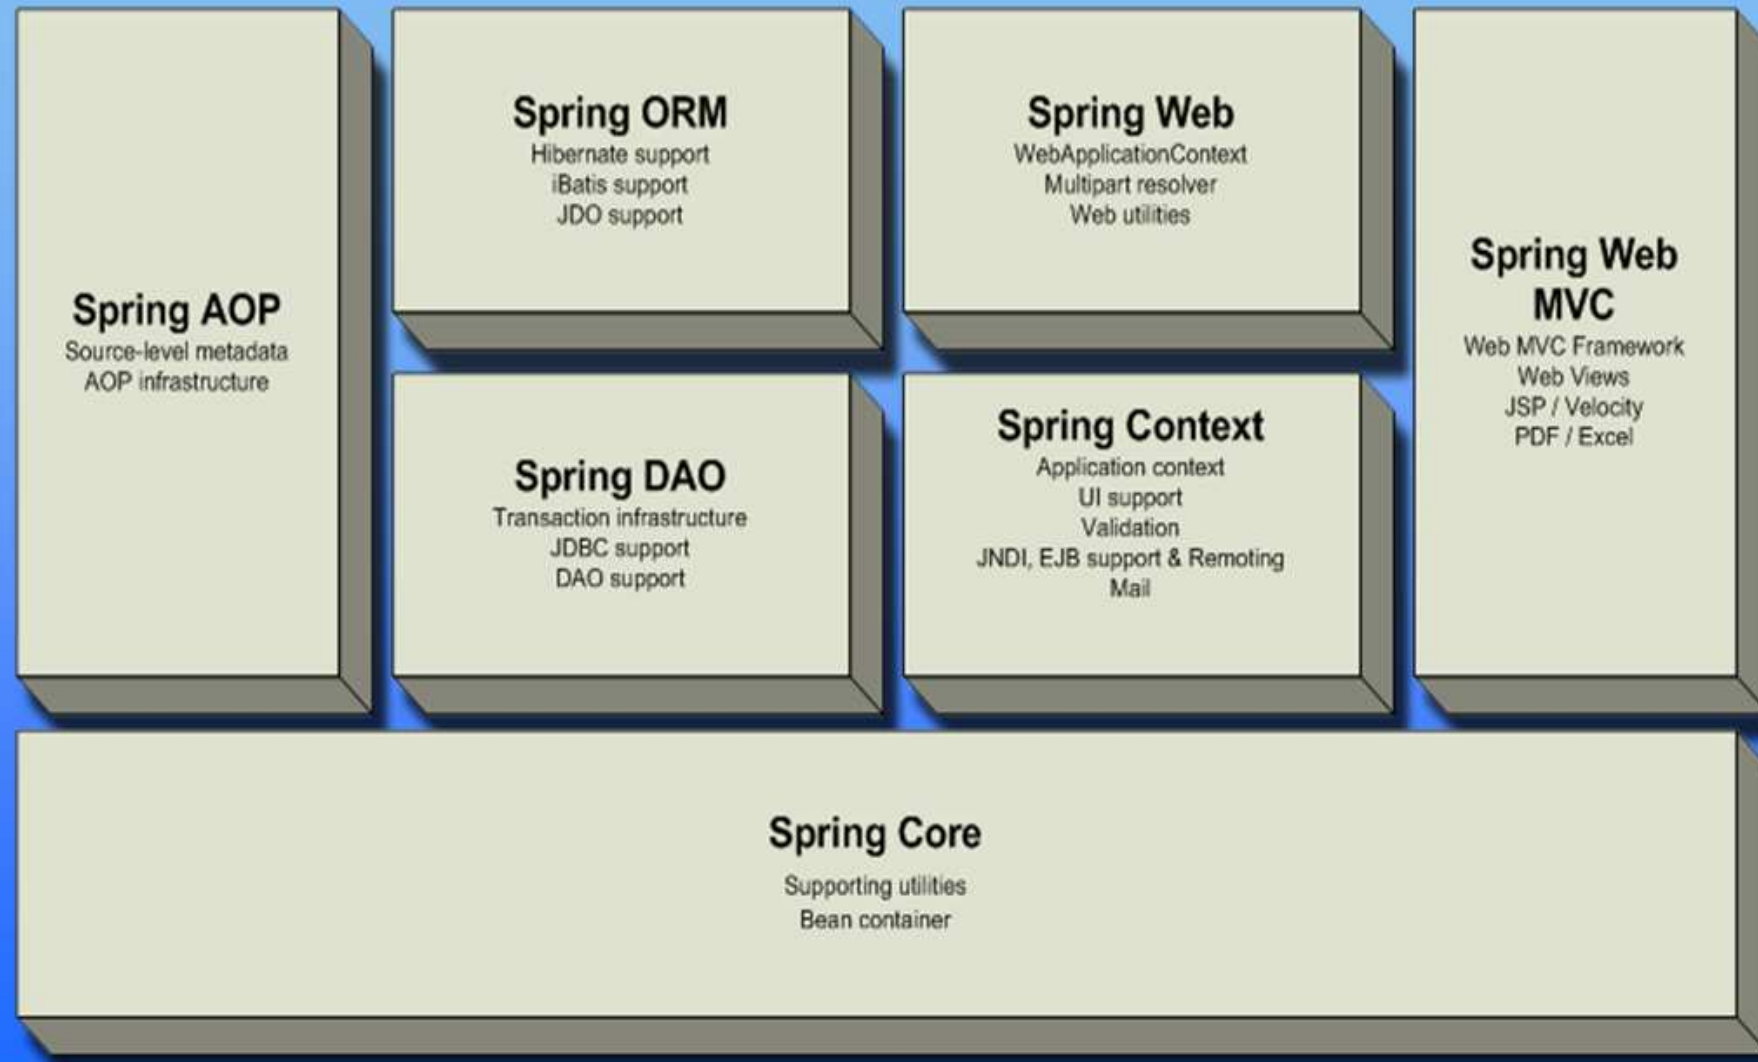 Spring AOP
Source-level metadata
AOP infrastructure
Spring ORM
Hibernate support
iBatis support
JDO support
Spring DAO
Transaction infrastructure
JDBC support
DAO support
Spring Web
WebApplicationContext
Multipart resolver
Web utilities
Spring Context
Application context
UI support
Validation
JNDI, EJB support & Remoting
Mail
Spring Web
MVC
Web MVC Framework
Web Views
JSP / Velocity
PDF / Excel
Spring Core
Supporting utilities
Bean container